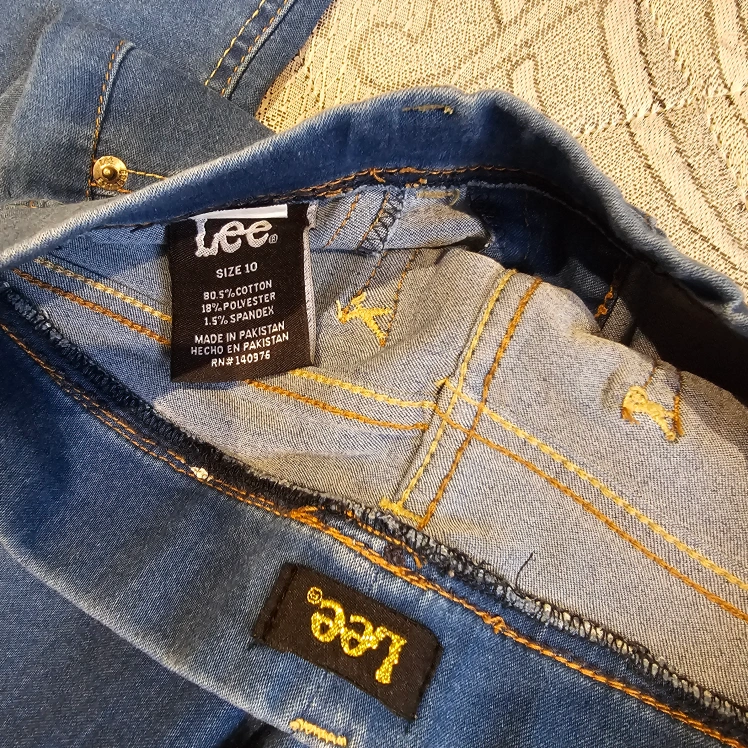 Lee®
SIZE 10
80.5%COTTON
18%POLYESTER
1.5%SPANDEX
MADE IN PAKISTAN
HECHO EN PAKISTAN
RN#140976
Lee®